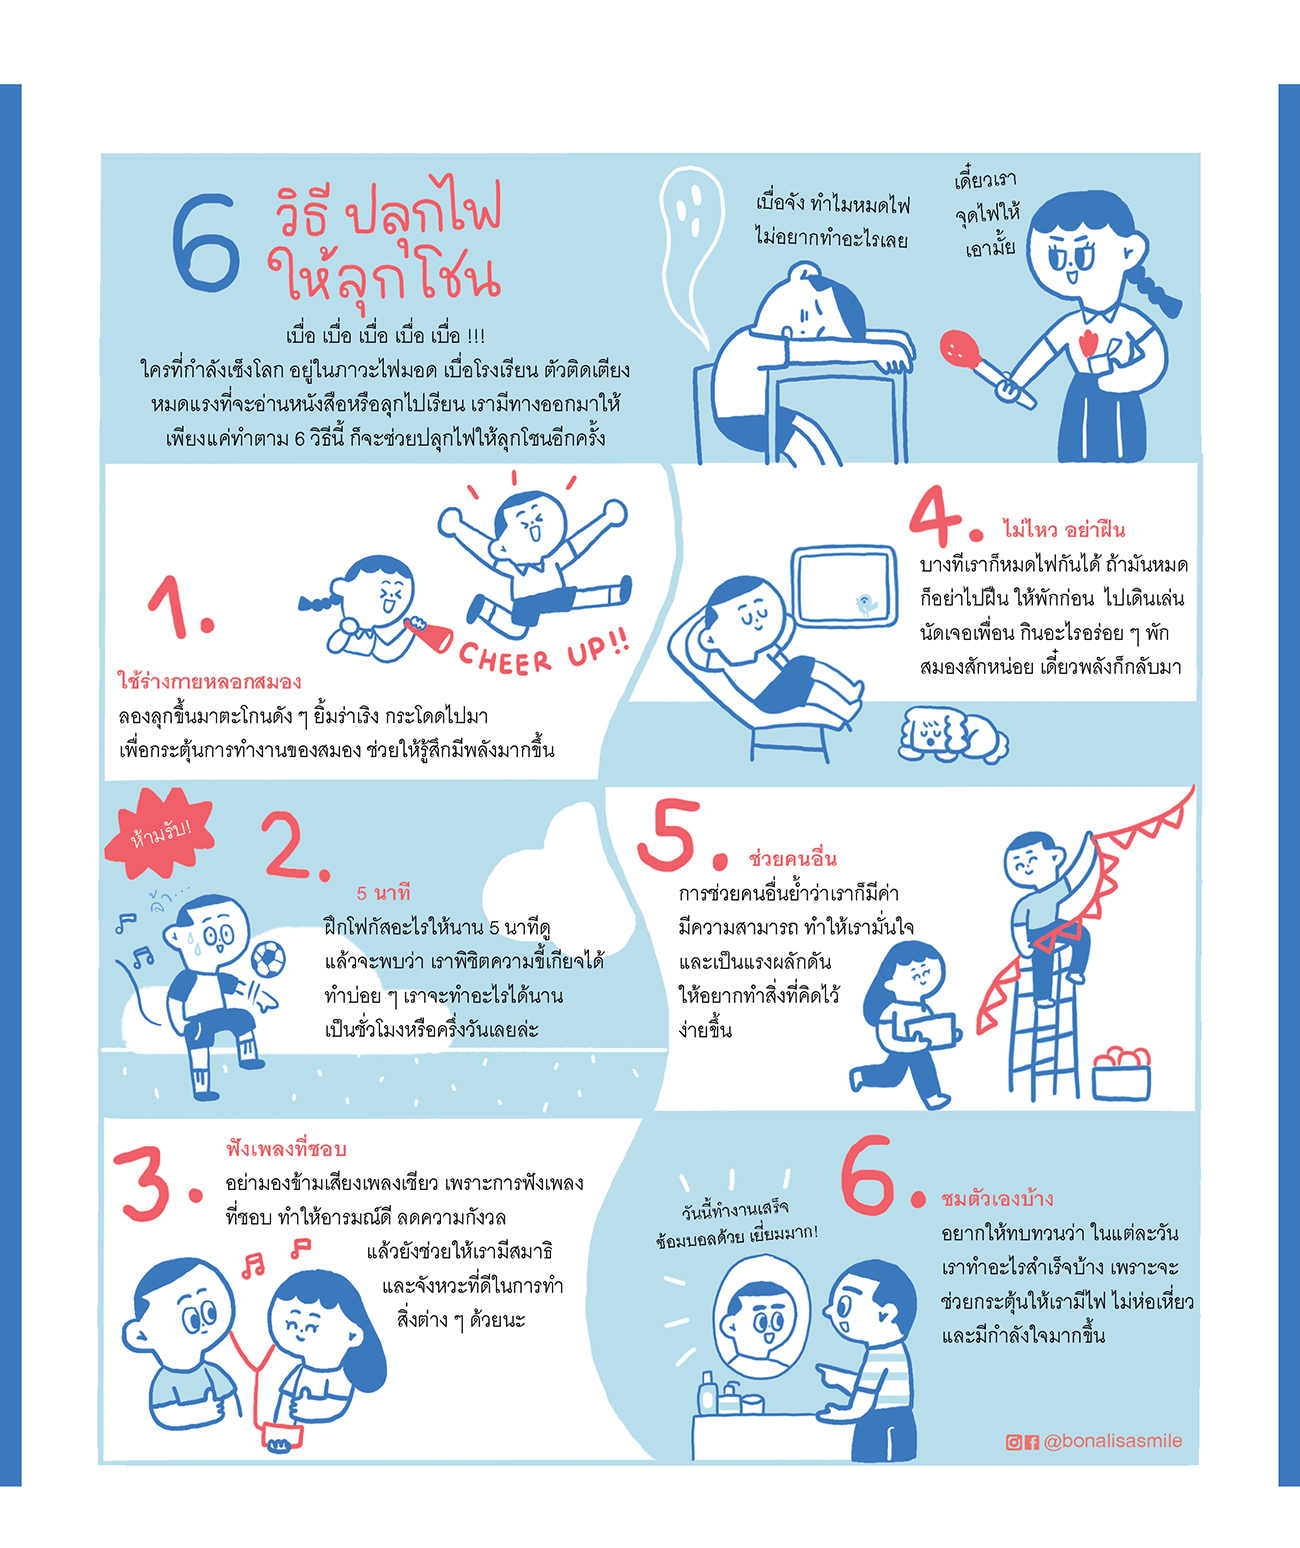 6 วิธี ปลุกไฟ
ให้ลุกโชน
เบื่อ เบื่อ เบื่อ เบื่อ เบื่อ !!!
ใครที่กำลังเซ็งโลก อยู่ในภาวะไฟมอด เบื่อโรงเรียน ตัวติดเตียง
หมดแรงที่จะอ่านหนังสือหรือลุกไปเรียน เรามีทางออกมาให้
เพียงแค่ทำตาม 6 วิธีนี้ ก็จะช่วยปลุกไฟให้ลุกโชนอีกครั้ง
เบื่อจัง ทำไมหมดไฟ
ไม่อยากทำอะไรเลย
เดี๋ยวเรา
จุดไฟให้
เอามั้ย
1.
CHEER UP!!
ใช้ร่างกายหลอกสมอง
ลองลุกขึ้นมาตะโกนดัง ๆ ยิ้มร่าเริง กระโดดไปมา
เพื่อกระตุ้นการทำงานของสมอง ช่วยให้รู้สึกมีพลังมากขึ้น
ห้ามรับ!
ล้า...
2.
5 นาที
ฝึกโฟกัสอะไรให้นาน 5 นาทีดู
แล้วจะพบว่า เราพิชิตความขี้เกียจได้
ทำบ่อย ๆ เราจะทำอะไรได้นาน
เป็นชั่วโมงหรือครึ่งวันเลยล่ะ
3.
ฟังเพลงที่ชอบ
อย่ามองข้ามเสียงเพลงเชียว เพราะการฟังเพลง
ที่ชอบ ทำให้อารมณ์ดี ลดความกังวล
แล้วยังช่วยให้เรามีสมาธิ
และจังหวะที่ดีในการทำ
สิ่งต่าง ๆ ด้วยนะ
4.
ไม่ไหว อย่าฝืน
บางทีเราก็หมดไฟกันได้ ถ้ามันหมด
ก็อย่าไปฝืน ให้พักก่อน ไปเดินเล่น
นัดเจอเพื่อน กินอะไรอร่อย ๆ พัก
สมองสักหน่อย เดี๋ยวพลังก็กลับมา
5.
ช่วยคนอื่น
การช่วยคนอื่นย้ำว่าเราก็มีค่า
มีความสามารถ ทำให้เรามั่นใจ
และเป็นแรงผลักดัน
ให้อยากทำสิ่งที่คิดไว้
ง่ายขึ้น
6.
วันนี้ทำงานเสร็จ
ซ้อมบอลด้วย เยี่ยมมาก!
ชมตัวเองบ้าง
อยากให้ทบทวนว่า ในแต่ละวัน
เราทำอะไรสำเร็จบ้าง เพราะจะ
ช่วยกระตุ้นให้เรามีไฟ ไม่ห่อเหี่ยว
และมีกำลังใจมากขึ้น
@bonalisasmile